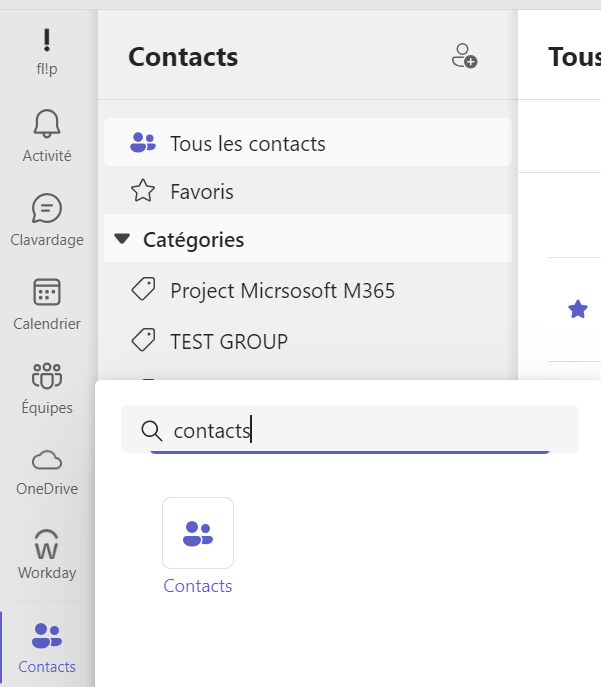 fl!p
Activité
Clavardage
Calendrier
Équipes
OneDrive
Workday
Contacts
Contacts
Tous les contacts
Favoris
Catégories
Project Micrsosoft M365
TEST GROUP
Tous
contacts
Contacts